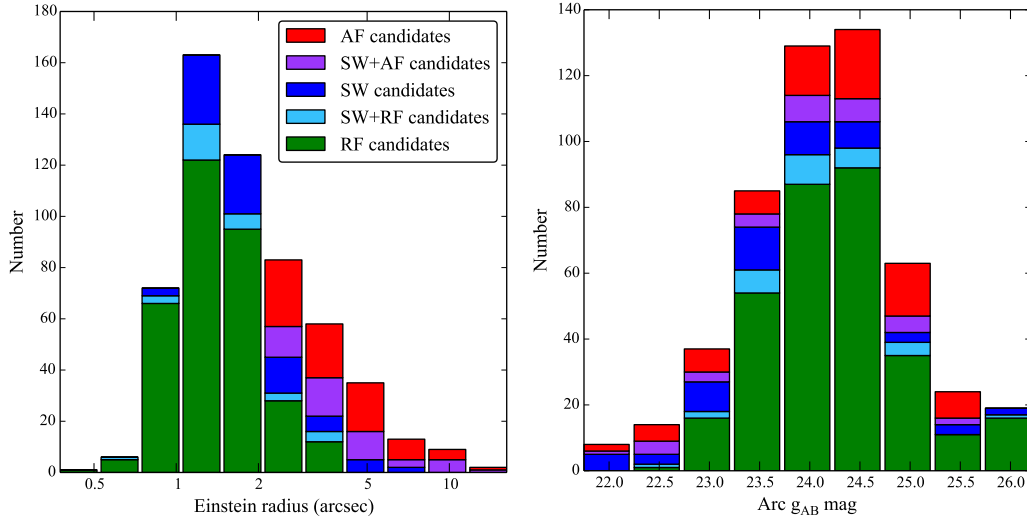 180
160
140
120
100
80
60
40
20
0
Number
0.5 1 2 5 10
Einstein radius (arcsec)
AF candidates
SW+AF candidates
SW candidates
SW+RF candidates
RF candidates
140
120
100
80
60
40
20
0
Number
22.0 22.5 23.0 23.5 24.0 24.5 25.0 25.5 26.0
Arc g_AB mag